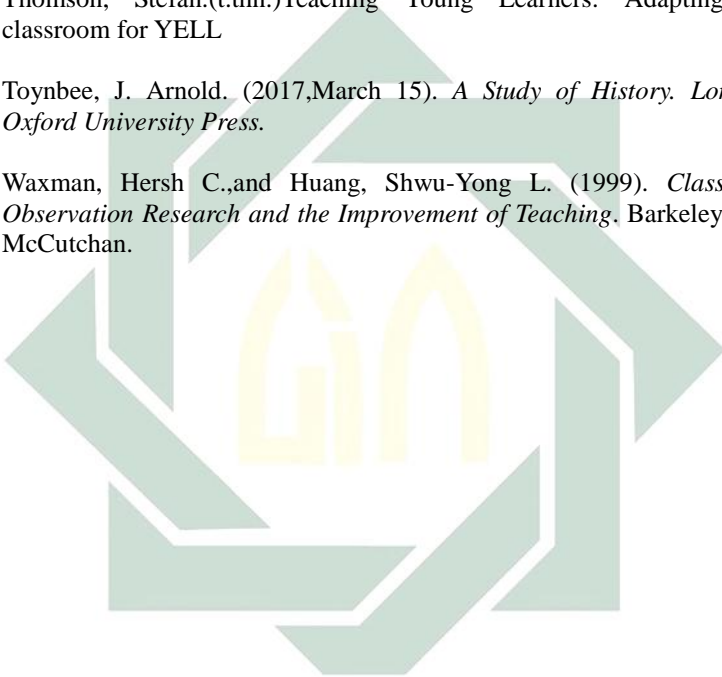 Thomson, Stefan.(t.thn.)Teaching Young Learners: Adapting
classroom for YELL
Toynbee, J. Arnold. (2017,March 15). A Study of History. Lon
Oxford University Press.
Waxman, Hersh C.,and Huang, Shwu-Yong L. (1999). Class
Observation Research and the Improvement of Teaching. Barkeley
McCutchan.